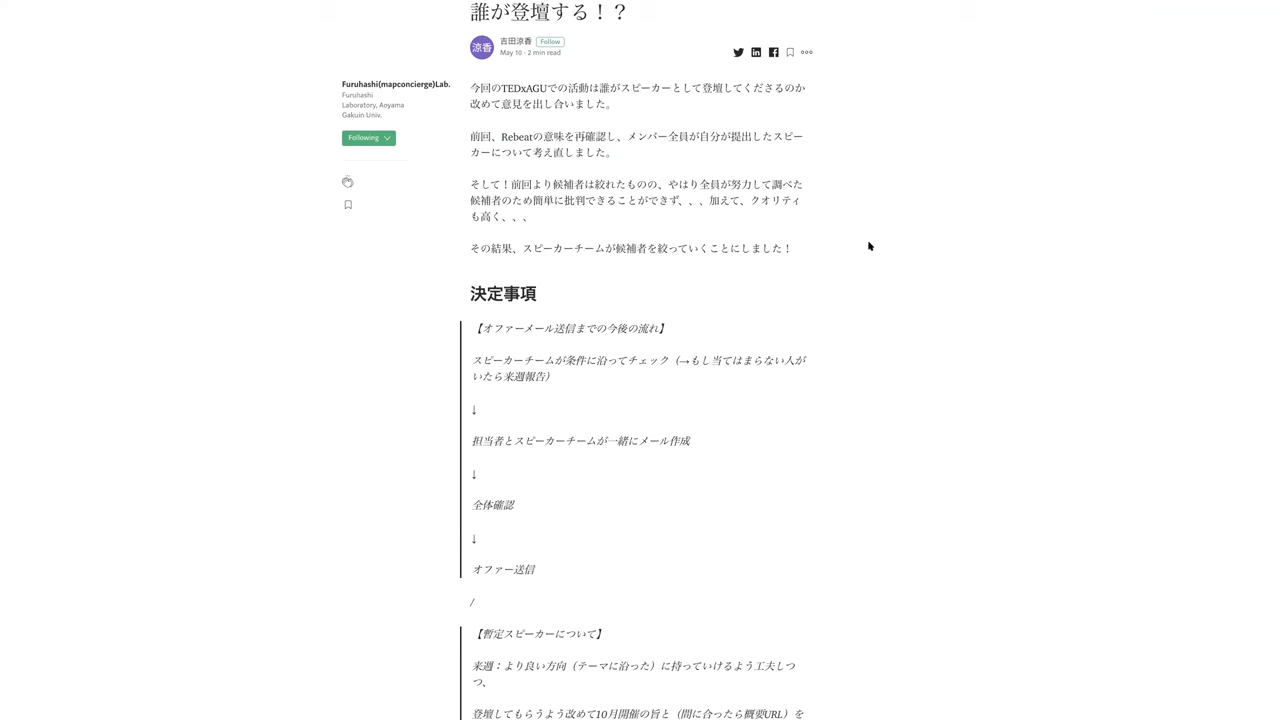 誰が登壇する！？
涼香
吉田涼香 Follow
May 10 · 2 min read
Furuhashi(mapconcierge)Lab.
Furuhashi
Laboratory, Aoyama
Gakuin Univ.
Following
今回のTEDxAGUでの活動は誰がスピーカーとして登壇してくださるのか
改めて意見を出し合いました。
前回、Rebeatの意味を再確認し、メンバー全員が自分が提出したスピー
カーについて考え直しました。
そして！前回より候補者は絞れたものの、やはり全員が努力して調べた
候補者のため簡単に批判できることができず、、、加えて、クオリティ
も高く、、、
その結果、スピーカーチームが候補者を絞っていくことにしました！
決定事項
【オファーメール送信までの今後の流れ】
スピーカーチームが条件に沿ってチェック（→もし当てはまらない人が
いたら来週報告）
↓
担当者とスピーカーチームが一緒にメール作成
↓
全体確認
↓
オファー送信
/
【暫定スピーカーについて】
来週：より良い方向（テーマに沿った）に持っていけるよう工夫しつ
つ、
登壇してもらうよう改めて10月開催の旨と（間に合ったら概要URL）を